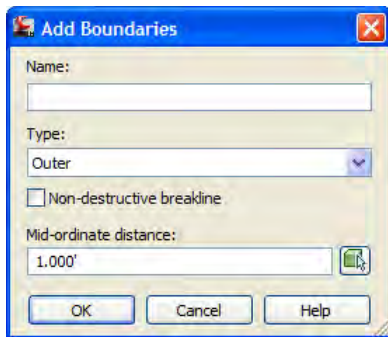 Add Boundaries
Name:
Type:
Outer
Non-destructive breakline
Mid-ordinate distance:
1.000'
OK Cancel Help